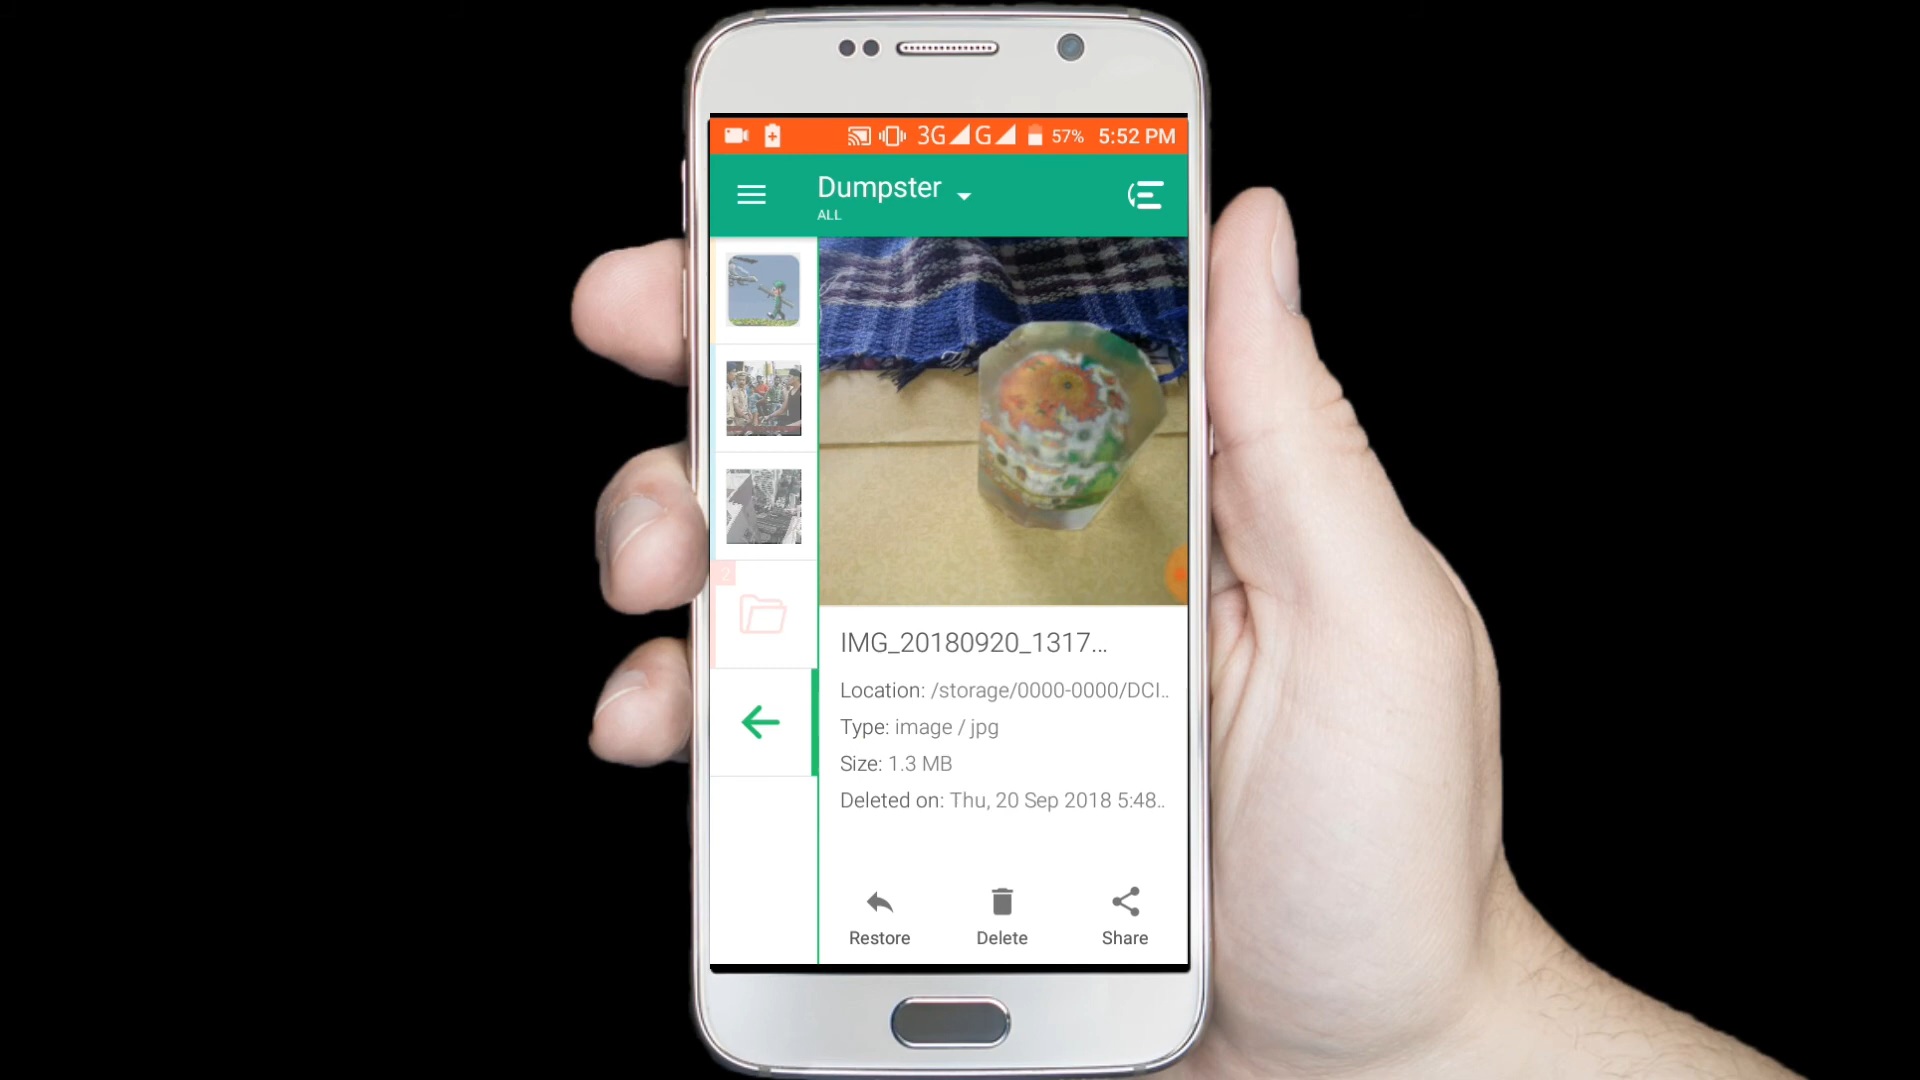 3G G 57% 5:52 PM
Dumpster
ALL
2
IMG_20180920_1317...
Location: /storage/0000-0000/DCI..
Type: image / jpg
Size: 1.3 MB
Deleted on: Thu, 20 Sep 2018 5:48..
Restore Delete Share